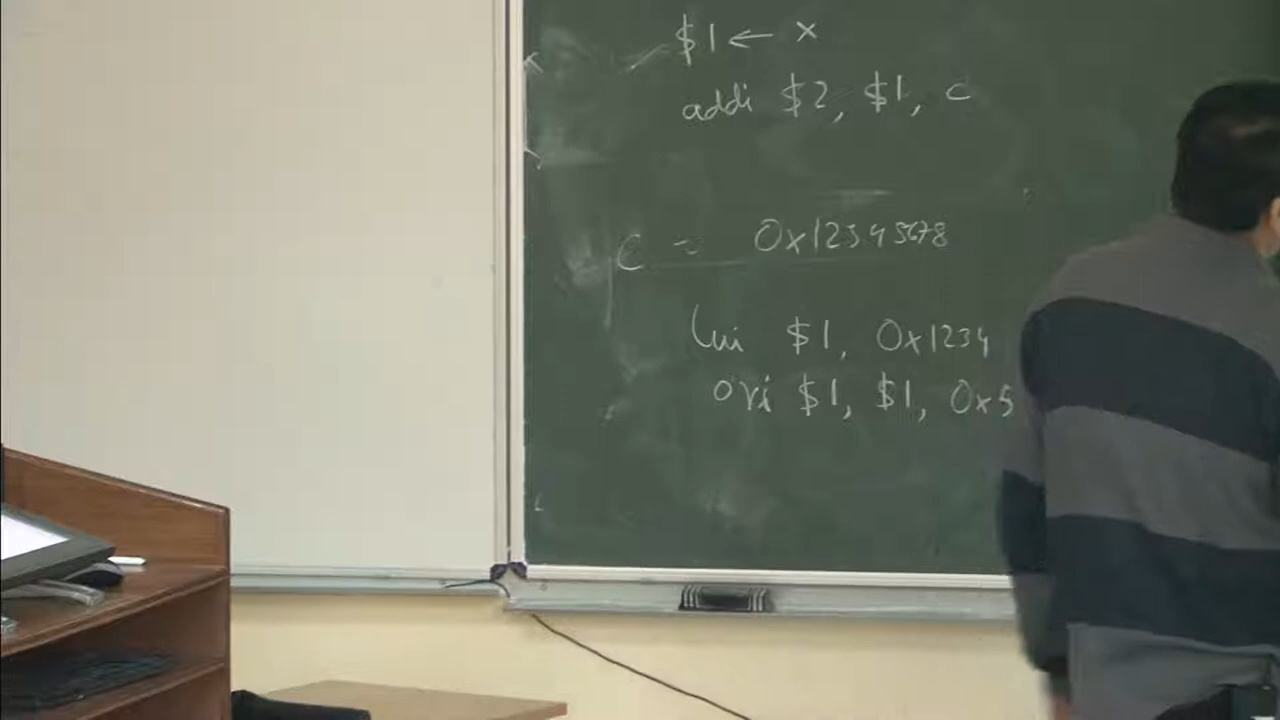 $1 ← x
addi $2, $1, c
C = 0x12345678
lui $1, 0x1234
ori $1, $1, 0x5